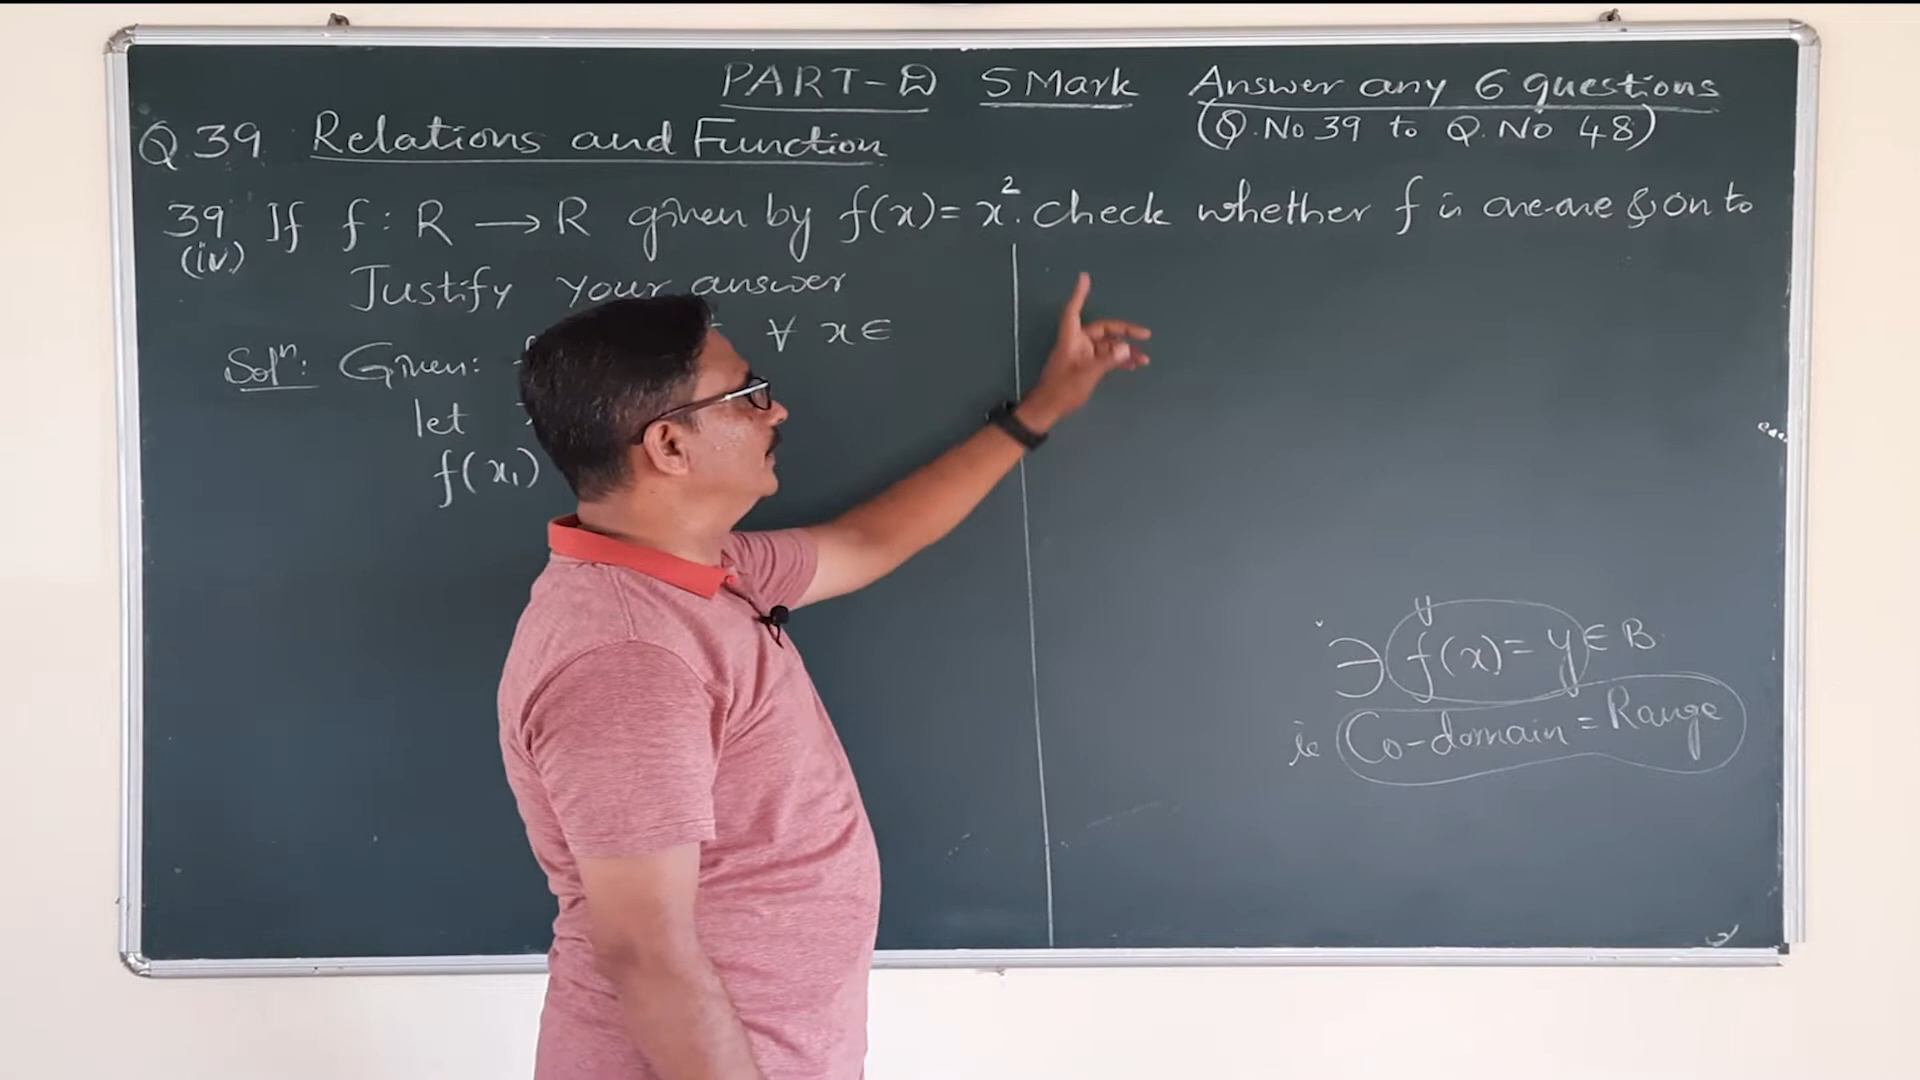 PART-D 5 Mark Answer any 6 questions
(Q.No 39 to Q.No 48)
Q 39 Relations and Function
39 If f : R → R given by f(x) = x². check whether f is one-one & on to
(iv)
Justify your answer
∀ x ∈
Solⁿ: Given:
let
f(x₁)
∋ f(x) = y ∈ B
ie Co-domain = Range